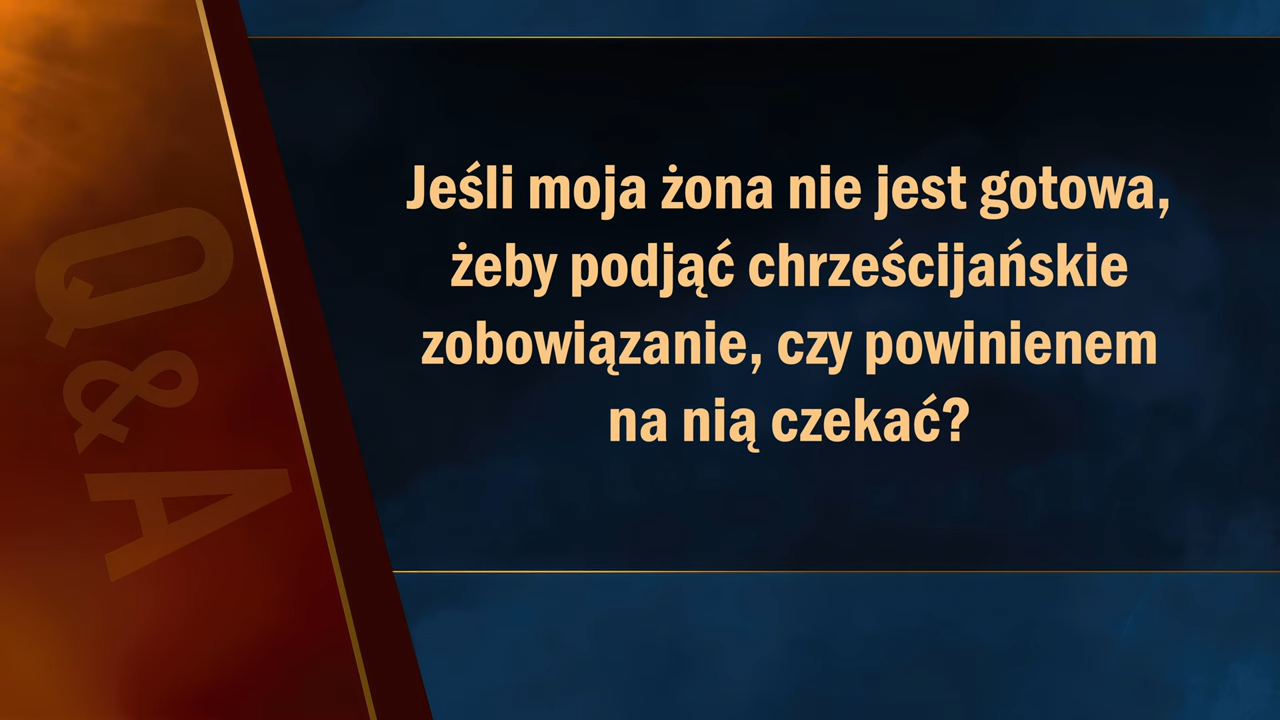 Q&A
Jeśli moja żona nie jest gotowa,
żeby podjąć chrześcijańskie
zobowiązanie, czy powinienem
na nią czekać?